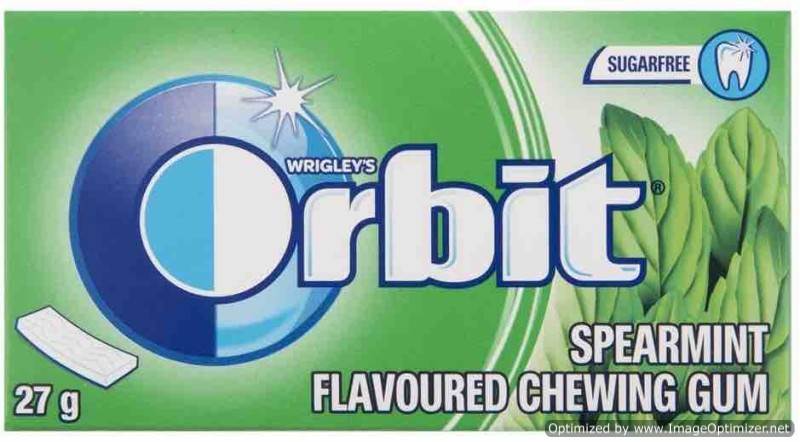 SUGARFREE
WRIGLEY'S
Orbit®
SPEARMINT
FLAVOURED CHEWING GUM
27 g
Optimized by www.ImageOptimizer.net